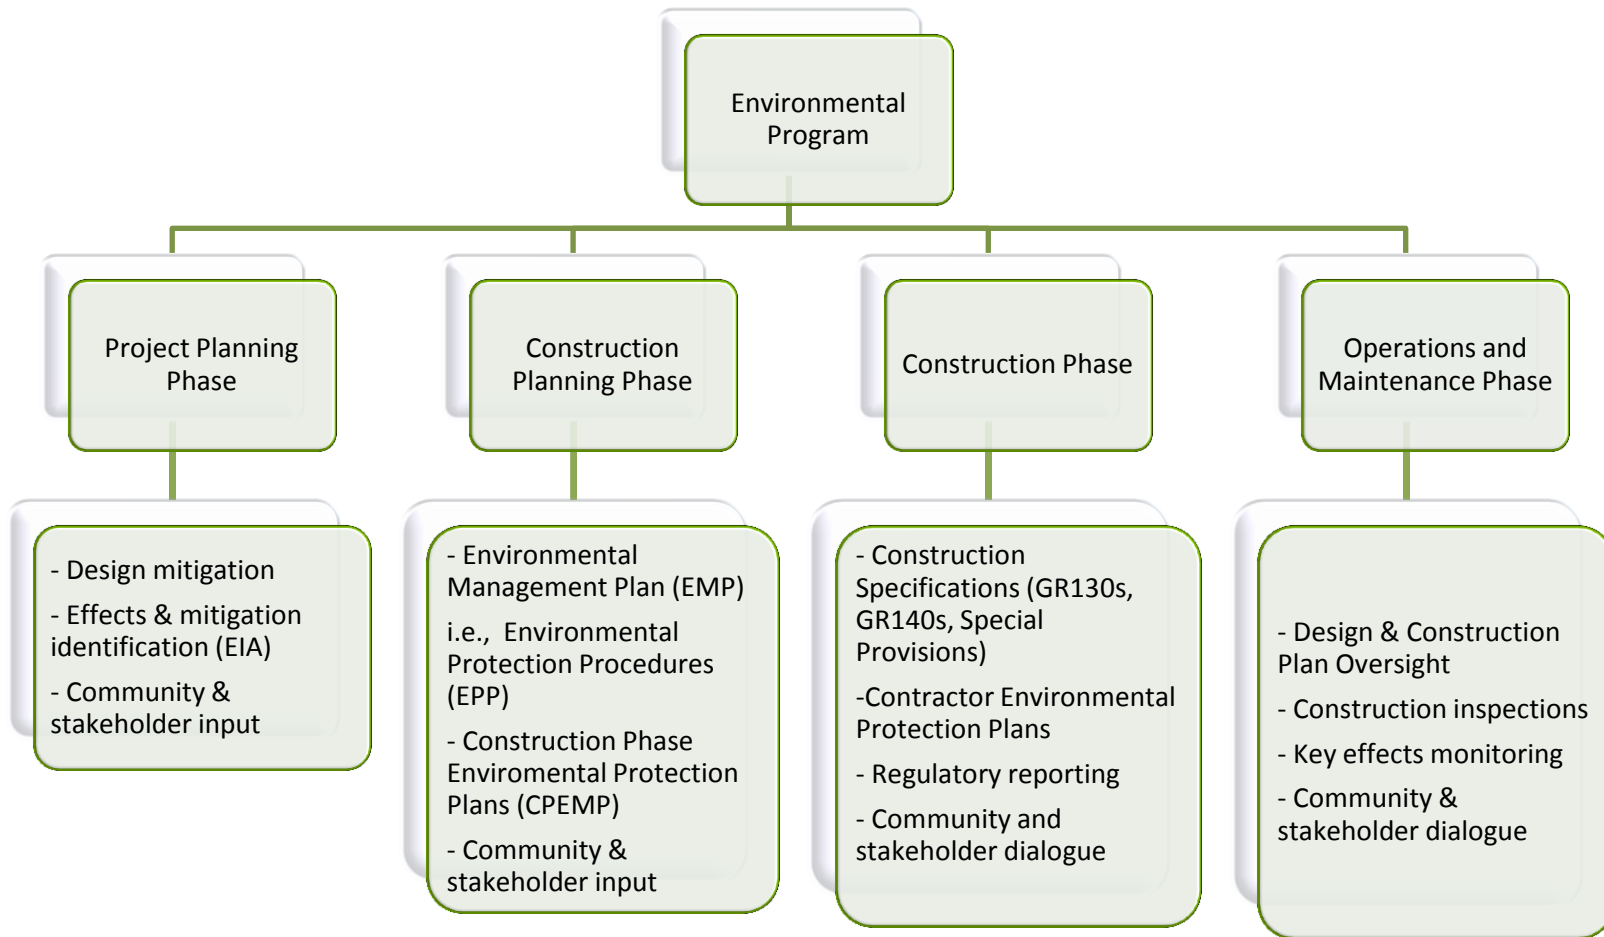 Environmental
Program
Project Planning
Phase
Construction
Planning Phase
Construction Phase
Operations and
Maintenance Phase
- Design mitigation
- Effects & mitigation
identification (EIA)
- Community &
stakeholder input
- Environmental
Management Plan (EMP)
i.e., Environmental
Protection Procedures
(EPP)
- Construction Phase
Enviromental Protection
Plans (CPEMP)
- Community &
stakeholder input
- Construction
Specifications (GR130s,
GR140s, Special
Provisions)
-Contractor Environmental
Protection Plans
- Regulatory reporting
- Community and
stakeholder dialogue
- Design & Construction
Plan Oversight
- Construction inspections
- Key effects monitoring
- Community &
stakeholder dialogue